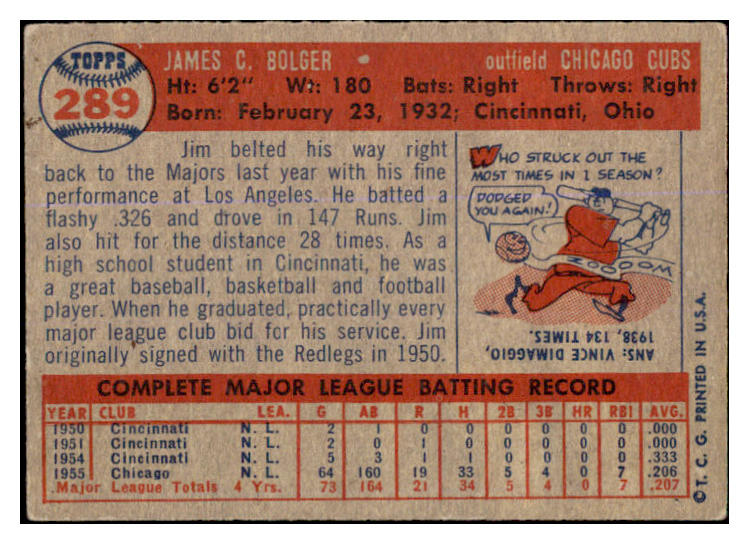 TOPPS
289
JAMES C. BOLGER outfield CHICAGO CUBS
Ht: 6'2" Wt: 180 Bats: Right Throws: Right
Born: February 23, 1932; Cincinnati, Ohio
Jim belted his way right
back to the Majors last year with his fine
performance at Los Angeles. He batted a
flashy .326 and drove in 147 Runs. Jim
also hit for the distance 28 times. As a
high school student in Cincinnati, he was
a great baseball, basketball and football
player. When he graduated, practically every
major league club bid for his service. Jim
originally signed with the Redlegs in 1950.
WHO STRUCK OUT THE
MOST TIMES IN 1 SEASON?
DODGED
YOU AGAIN!
ZOOOOM
ANS: VINCE DIMAGGIO,
1938, 134 TIMES.
COMPLETE MAJOR LEAGUE BATTING RECORD
YEAR CLUB LEA. G AB R H 2B 3B HR RBI AVG.
1950 Cincinnati N. L. 2 1 0 0 0 0 0 0 .000
1951 Cincinnati N. L. 2 0 1 0 0 0 0 0 .000
1954 Cincinnati N. L. 5 3 1 1 0 0 0 0 .333
1955 Chicago N. L. 64 160 19 33 5 4 0 7 .206
Major League Totals 4 Yrs. 73 164 21 34 5 4 0 7 .207
© T. C. G. PRINTED IN U.S.A.